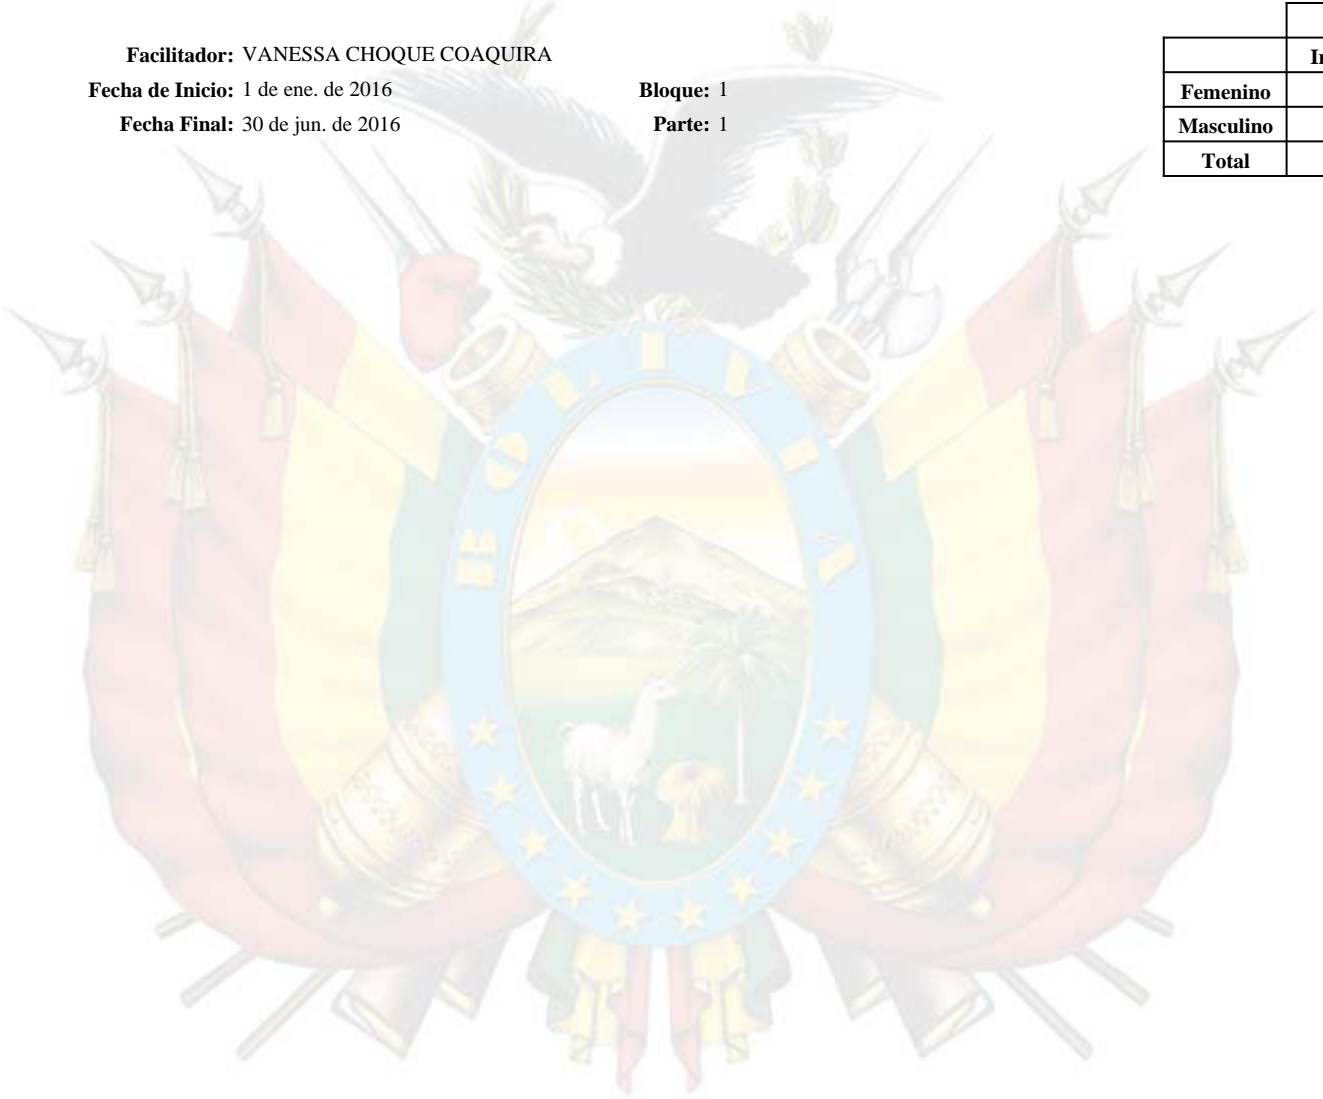 Facilitador: VANESSA CHOQUE COAQUIRA
Fecha de Inicio: 1 de ene. de 2016 Bloque: 1
Fecha Final: 30 de jun. de 2016 Parte: 1
Femenino
Masculino
Total
BOLIVIA